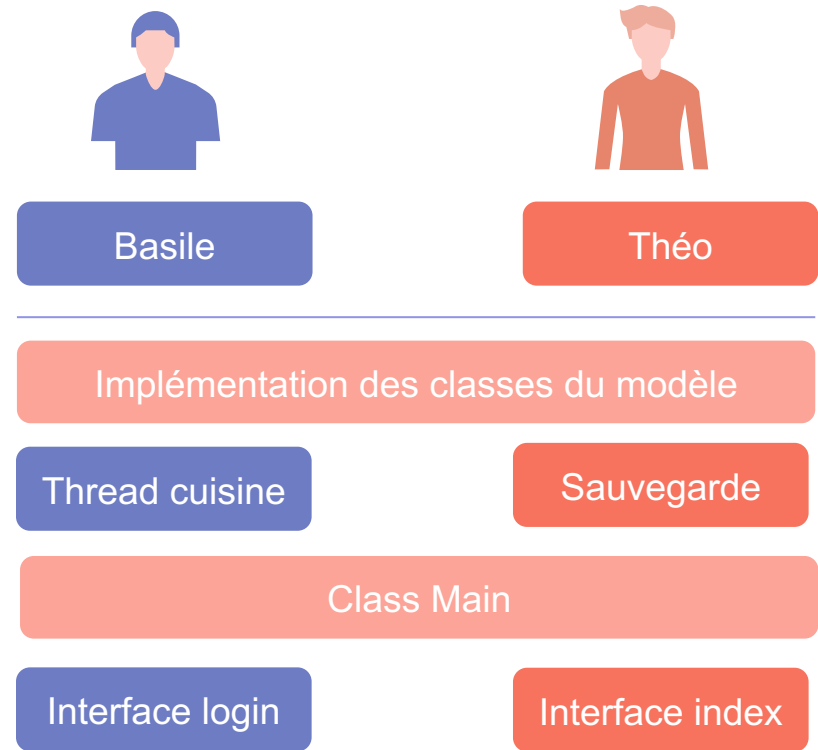 Basile
Théo
Implémentation des classes du modèle
Thread cuisine
Sauvegarde
Class Main
Interface login
Interface index